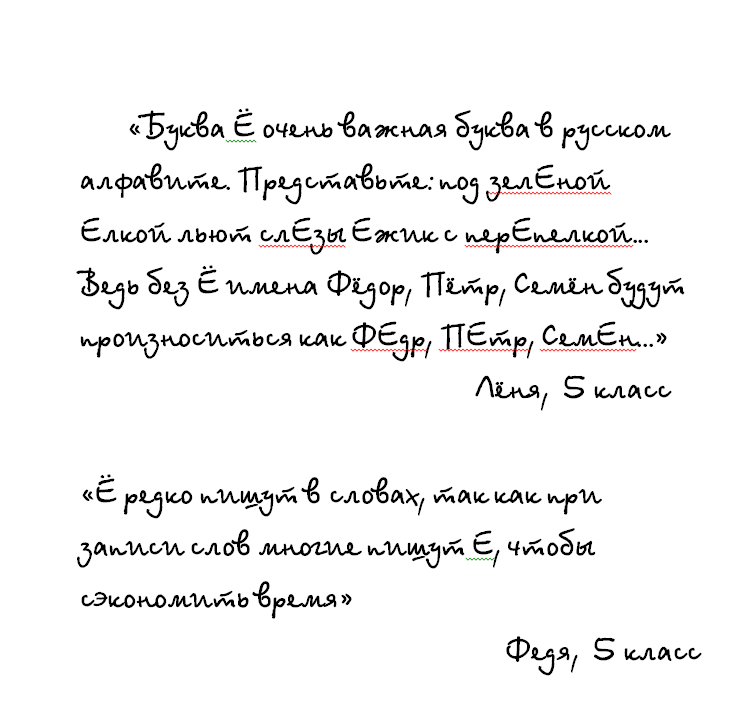 «Буква Ё очень важная буква в русском
алфавите. Представьте: под зелЕной
Елкой льют слЕзы Ежик с перЕпелкой...
Ведь без Ё имена Фёдор, Пётр, Семён будут
произноситься как ФЕдр, ПЕтр, СемЕн...»
Лёня, 5 класс
«Ё редко пишут в словах, так как при
записи слов многие пишут Е, чтобы
сэкономить время»
Федя, 5 класс